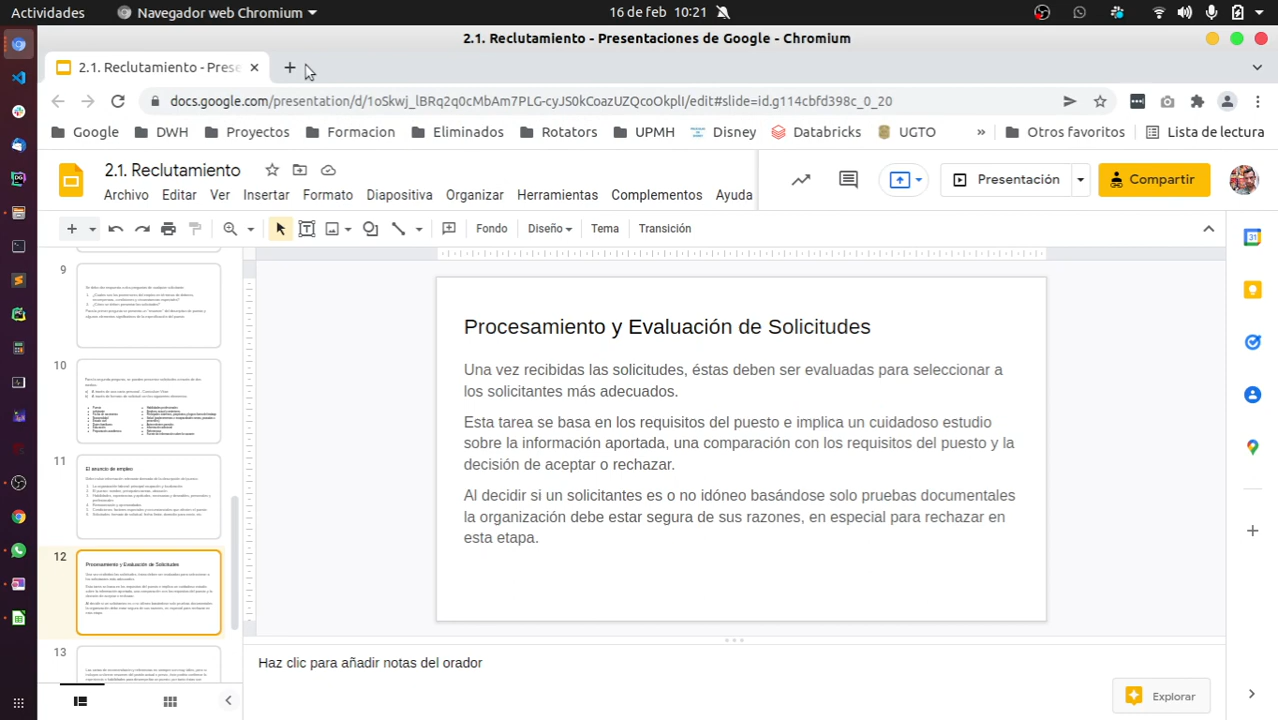 Actividades
Navegador web Chromium
16 de feb 10:21
2.1. Reclutamiento - Presentaciones de Google - Chromium
2.1. Reclutamiento - Prese
docs.google.com/presentation/d/1oSkwj_lBRq2q0cMbAm7PLG-cyJS0kCoazUZQcoOkplI/edit#slide=id.g114cbfd398c_0_20
Google
DWH
Proyectos
Formacion
Eliminados
Rotators
UPMH
Disney
Databricks
UGTO
»
Otros favoritos
Lista de lectura
2.1. Reclutamiento
Archivo Editar Ver Insertar Formato Diapositiva Organizar Herramientas Complementos Ayuda
Presentación
Compartir
Fondo Diseño Tema Transición
9
10
11
El anuncio de empleo
12
Procesamiento y Evaluación de Solicitudes
13
Procesamiento y Evaluación de Solicitudes
Una vez recibidas las solicitudes, éstas deben ser evaluadas para seleccionar a
los solicitantes mas adecuados.
Esta tarea se basa en los requisitos del puesto e implica un cuidadoso estudio
sobre la información aportada, una comparación con los requisitos del puesto y la
decisión de aceptar o rechazar.
Al decidir si un solicitantes es o no idóneo basándose solo pruebas documentales
la organización debe estar segura de sus razones, en especial para rechazar en
esta etapa.
Haz clic para añadir notas del orador
Explorar